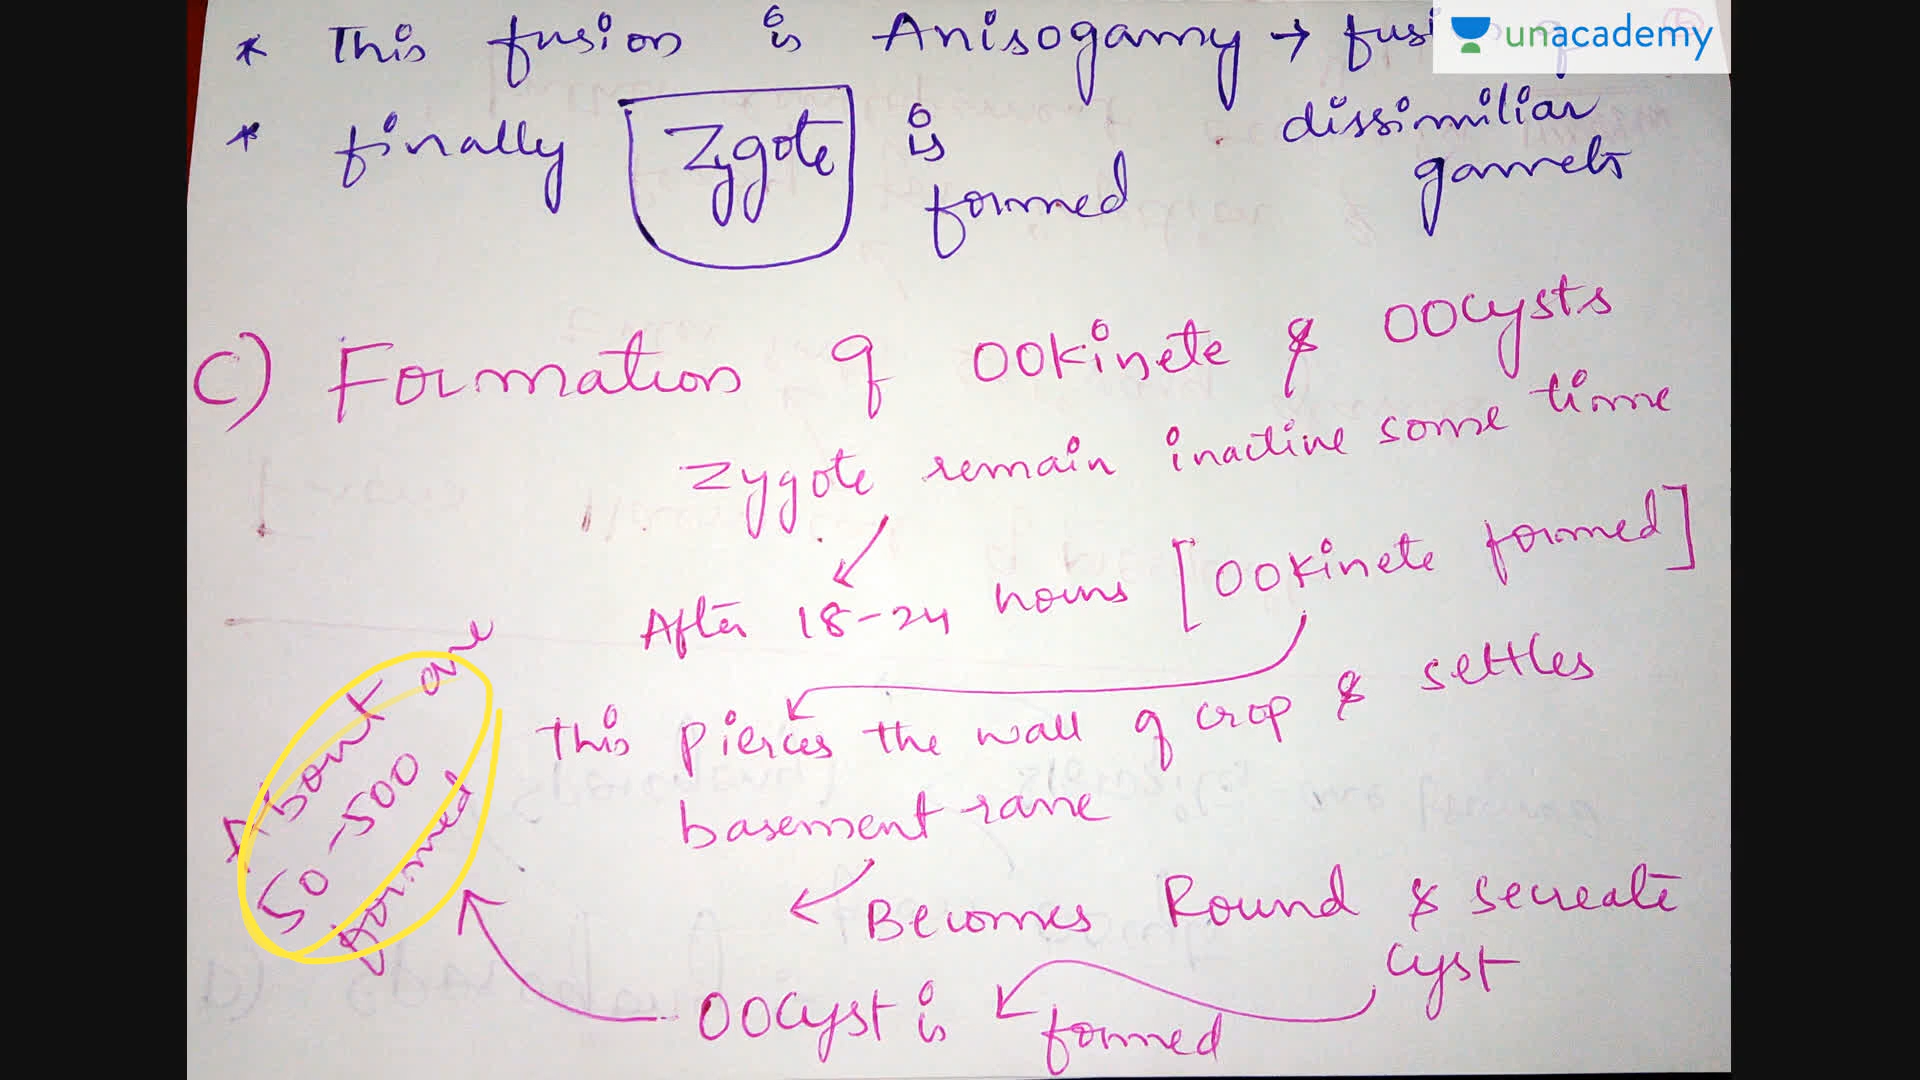 * This fusion is Anisogamy → fusi
unacademy
dissimiliar
gamets
* finally Zygote is
formed
C) Formation of OOkinete & OOcysts
Zygote remain inactive some time
After 18-24 hours [OOkinete formed]
This pierces the wall of crop & settles
basement rane
Becomes Round & secreate
cyst
OOcyst is formed
About are
50-500
formed